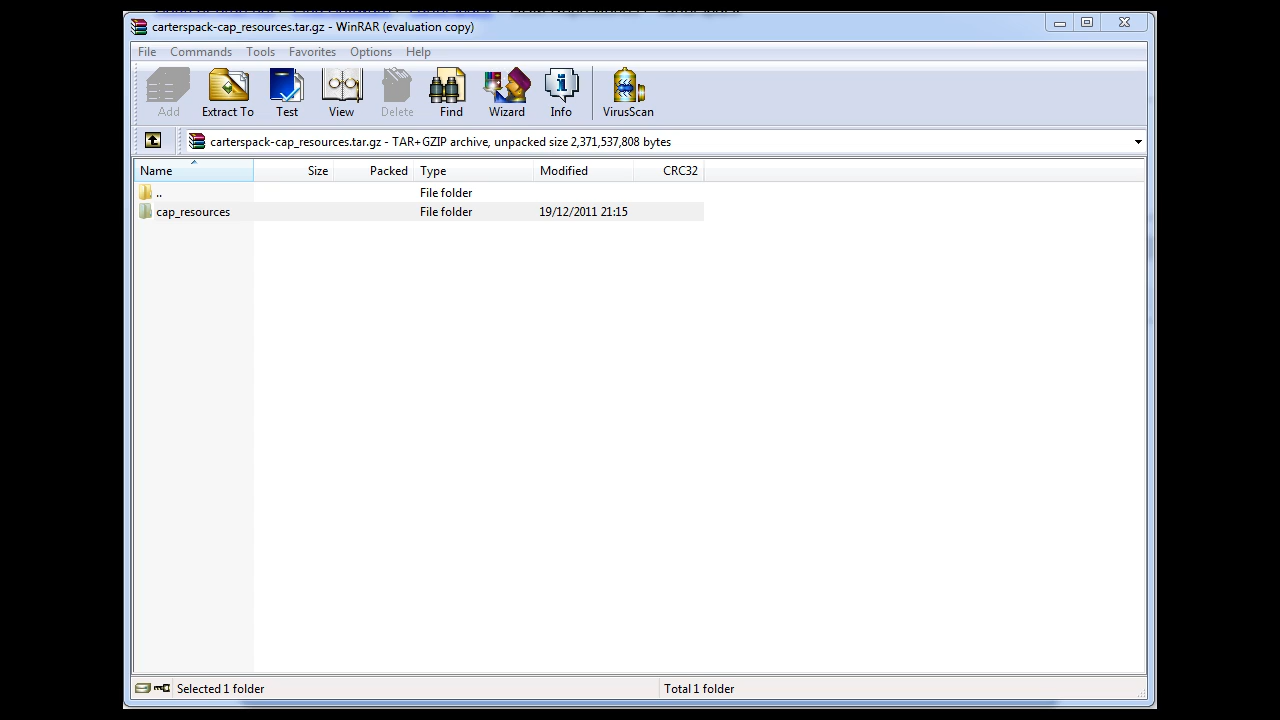 carterspack-cap_resources.tar.gz - WinRAR (evaluation copy)
File Commands Tools Favorites Options Help
Add Extract To Test View Delete Find Wizard Info VirusScan
carterspack-cap_resources.tar.gz - TAR+GZIP archive, unpacked size 2,371,537,808 bytes
Name Size Packed Type Modified CRC32
.. File folder
cap_resources File folder 19/12/2011 21:15
Selected 1 folder Total 1 folder